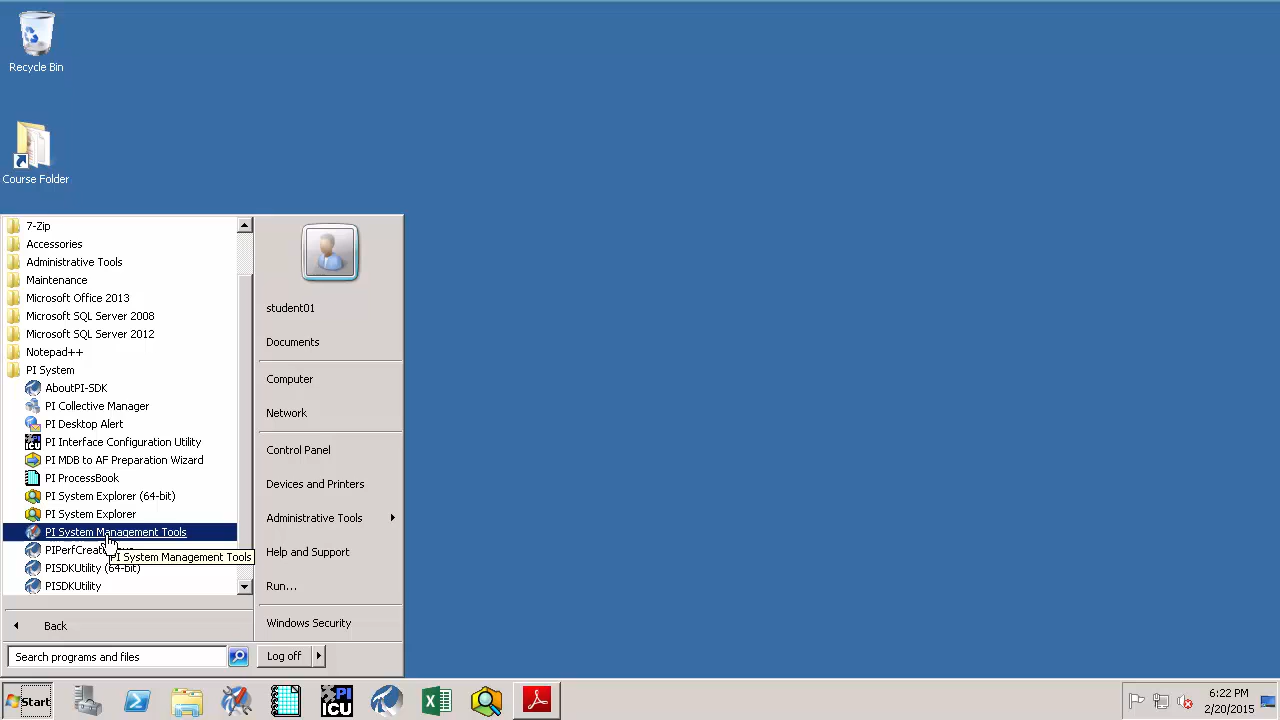 Recycle Bin
Course Folder
7-Zip
Accessories
Administrative Tools
Maintenance
Microsoft Office 2013
Microsoft SQL Server 2008
Microsoft SQL Server 2012
Notepad++
PI System
AboutPI-SDK
PI Collective Manager
PI Desktop Alert
PI Interface Configuration Utility
PI MDB to AF Preparation Wizard
PI ProcessBook
PI System Explorer (64-bit)
PI System Explorer
PI System Management Tools
PI System Management Tools
PISDKUtility (64-bit)
PISDKUtility
Back
Search programs and files
student01
Documents
Computer
Network
Control Panel
Devices and Printers
Administrative Tools
Help and Support
Run...
Windows Security
Log off
Start
PI
ICU
6:22 PM
2/20/2015